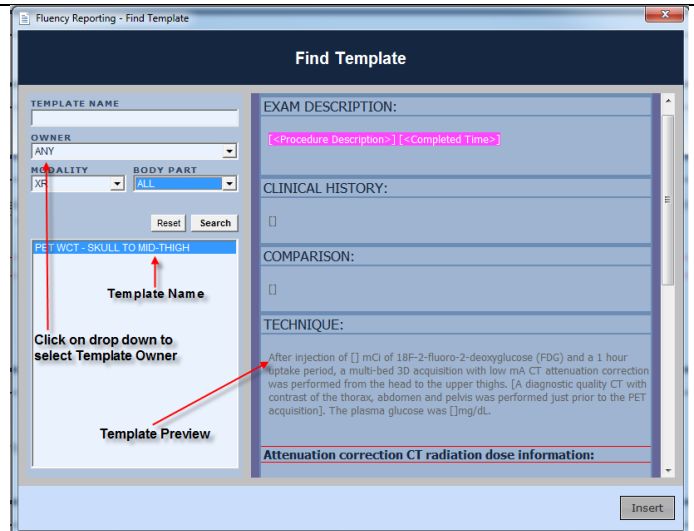 Fluency Reporting - Find Template
Find Template
TEMPLATE NAME
OWNER
ANY
MODALITY BODY PART
XR ALL
Reset Search
PET WCT - SKULL TO MID-THIGH
Template Name
Click on drop down to
select Template Owner
Template Preview
EXAM DESCRIPTION:
[<Procedure Description>] [<Completed Time>]
CLINICAL HISTORY:
[]
COMPARISON:
[]
TECHNIQUE:
After injection of [] mCi of 18F-2-fluoro-2-deoxyglucose (FDG) and a 1 hour
uptake period, a multi-bed 3D acquisition with low mA CT attenuation correction
was performed from the head to the upper thighs. [A diagnostic quality CT with
contrast of the thorax, abdomen and pelvis was performed just prior to the PET
acquisition]. The plasma glucose was []mg/dL.
Attenuation correction CT radiation dose information:
Insert